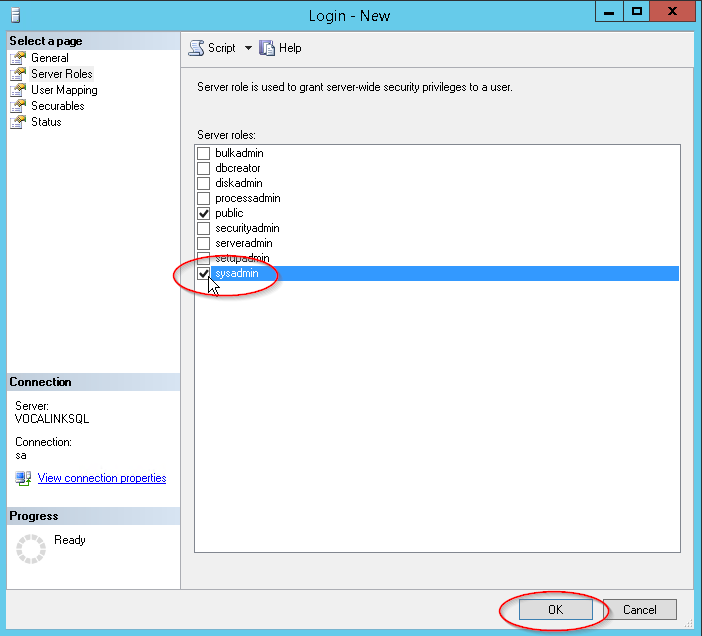 Login - New
Select a page
General
Server Roles
User Mapping
Securables
Status
Script
Help
Server role is used to grant server-wide security privileges to a user.
Server roles:
bulkadmin
dbcreator
diskadmin
processadmin
public
securityadmin
serveradmin
setupadmin
sysadmin
Connection
Server:
VOCALINKSQL
Connection:
sa
View connection properties
Progress
Ready
OK
Cancel